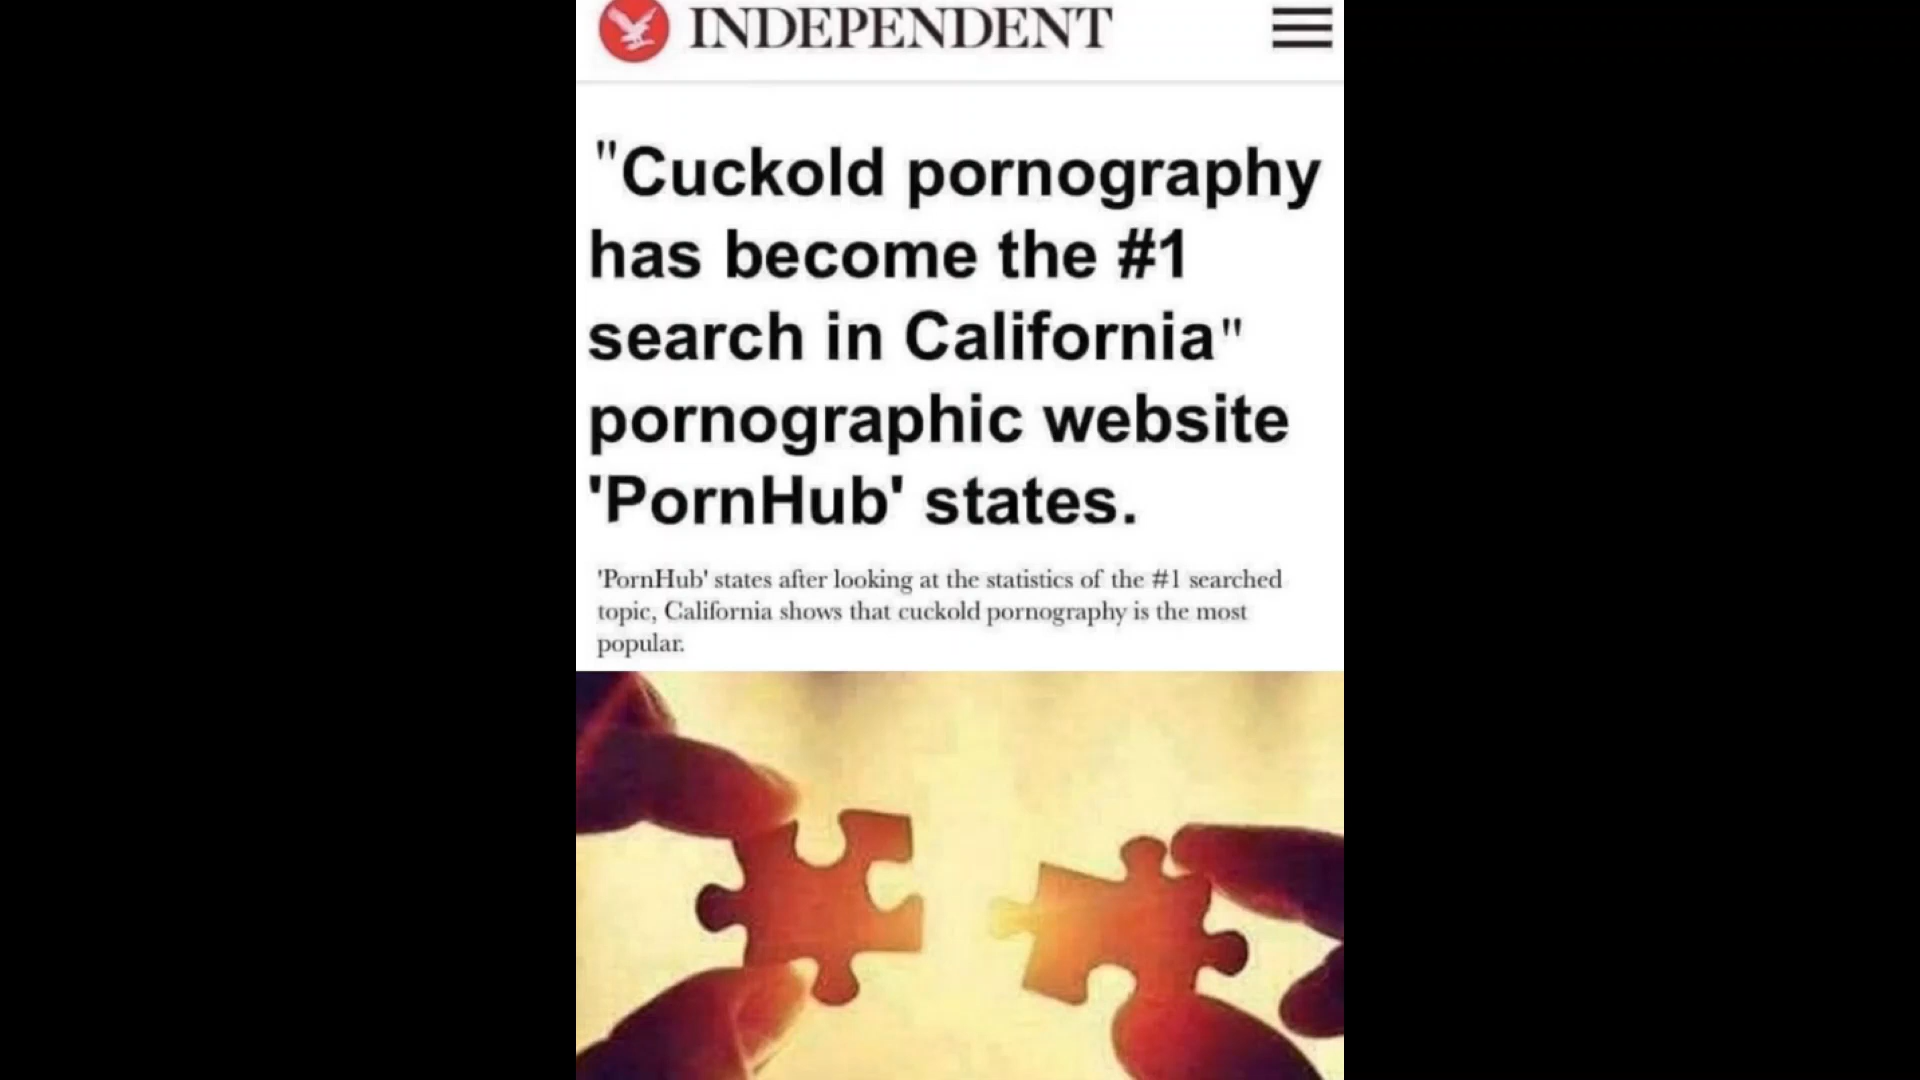 INDEPENDENT
"Cuckold pornography
has become the #1
search in California"
pornographic website
'PornHub' states.
'PornHub' states after looking at the statistics of the #1 searched
topic, California shows that cuckold pornography is the most
popular.